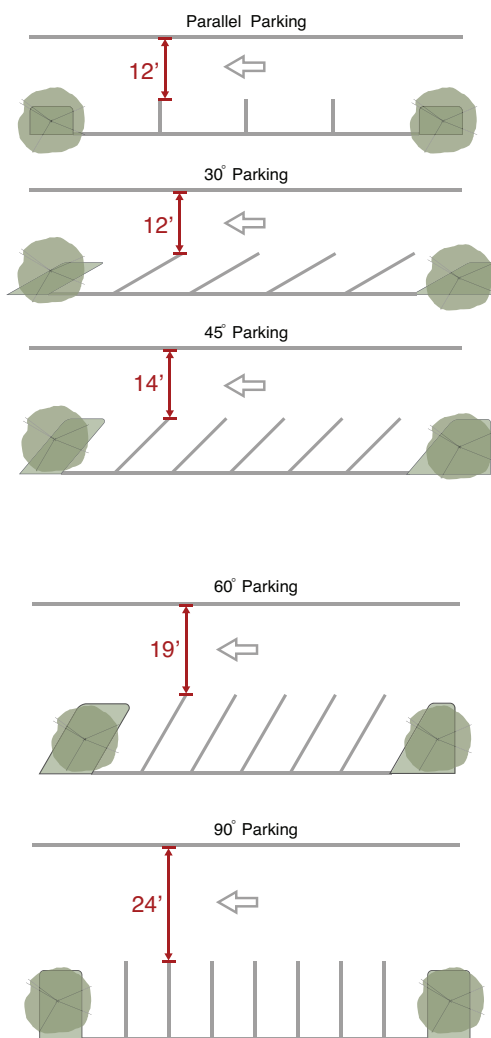 Parallel Parking
12’
30° Parking
12’
45° Parking
14’
60° Parking
19’
90° Parking
24’